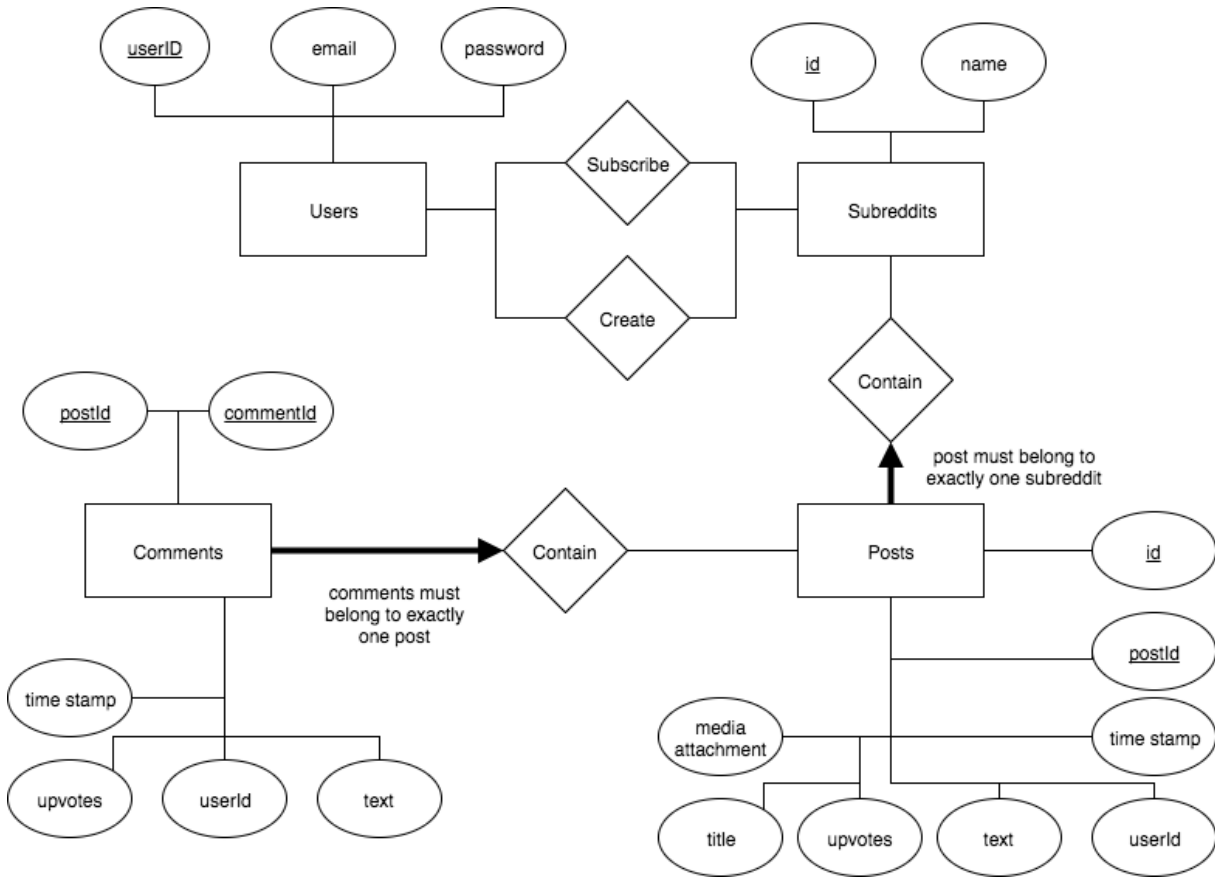 userID
email
password
id
name
Subscribe
Users
Subreddits
Create
Contain
postId
commentId
post must belong to
exactly one subreddit
Comments
Contain
Posts
id
comments must
belong to exactly
one post
postId
time stamp
media
attachment
time stamp
upvotes
userId
text
title
upvotes
text
userId